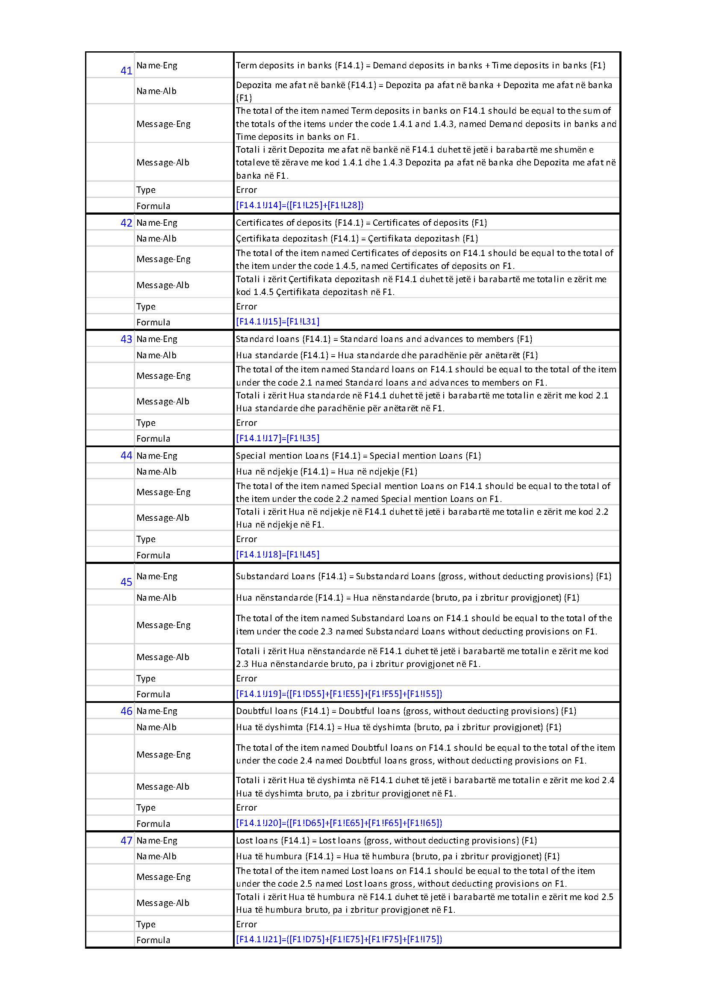 41 Name-Eng Term deposits in banks (F14.1) = Demand deposits in banks + Time deposits in banks (F1)
Name-Alb Depozita me afat në bankë (F14.1) = Depozita pa afat në banka + Depozita me afat në banka
(F1)
Message-Eng The total of the item named Term deposits in banks on F14.1 should be equal to the sum of
the totals of the items under the code 1.4.1 and 1.4.3, named Demand deposits in banks and
Time deposits in banks on F1.
Message-Alb Totali i zërit Depozita me afat në bankë në F14.1 duhet të jetë i barabartë me shumën e
totaleve të zërave me kod 1.4.1 dhe 1.4.3 Depozita pa afat në banka dhe Depozita me afat në
banka në F1.
Type Error
Formula [F14.1!J14]=([F1!L25]+[F1!L28])
42 Name-Eng Certificates of deposits (F14.1) = Certificates of deposits (F1)
Name-Alb Çertifikata depozitash (F14.1) = Çertifikata depozitash (F1)
Message-Eng The total of the item named Certificates of deposits on F14.1 should be equal to the total of
the item under the code 1.4.5, named Certificates of deposits on F1.
Message-Alb Totali i zërit Çertifikata depozitash në F14.1 duhet të jetë i barabartë me totalin e zërit me
kod 1.4.5 Çertifikata depozitash në F1.
Type Error
Formula [F14.1!J15]=[F1!L31]
43 Name-Eng Standard loans (F14.1) = Standard loans and advances to members (F1)
Name-Alb Hua standarde (F14.1) = Hua standarde dhe paradhënie për anëtarët (F1)
Message-Eng The total of the item named Standard loans on F14.1 should be equal to the total of the item
under the code 2.1 named Standard loans and advances to members on F1.
Message-Alb Totali i zërit Hua standarde në F14.1 duhet të jetë i barabartë me totalin e zërit me kod 2.1
Hua standarde dhe paradhënie për anëtarët në F1.
Type Error
Formula [F14.1!J17]=[F1!L35]
44 Name-Eng Special mention Loans (F14.1) = Special mention Loans (F1)
Name-Alb Hua në ndjekje (F14.1) = Hua në ndjekje (F1)
Message-Eng The total of the item named Special mention Loans on F14.1 should be equal to the total of
the item under the code 2.2 named Special mention Loans on F1.
Message-Alb Totali i zërit Hua në ndjekje në F14.1 duhet të jetë i barabartë me totalin e zërit me kod 2.2
Hua në ndjekje në F1.
Type Error
Formula [F14.1!J18]=[F1!L45]
45 Name-Eng Substandard Loans (F14.1) = Substandard Loans (gross, without deducting provisions) (F1)
Name-Alb Hua nënstandarde (F14.1) = Hua nënstandarde (bruto, pa i zbritur provigjonet) (F1)
Message-Eng The total of the item named Substandard Loans on F14.1 should be equal to the total of the
item under the code 2.3 named Substandard Loans without deducting provisions on F1.
Message-Alb Totali i zërit Hua nënstandarde në F14.1 duhet të jetë i barabartë me totalin e zërit me kod
2.3 Hua nënstandarde bruto, pa i zbritur provigjonet në F1.
Type Error
Formula [F14.1!J19]=([F1!D55]+[F1!E55]+[F1!F55]+[F1!I55])
46 Name-Eng Doubtful loans (F14.1) = Doubtful loans (gross, without deducting provisions) (F1)
Name-Alb Hua të dyshimta (F14.1) = Hua të dyshimta (bruto, pa i zbritur provigjonet) (F1)
Message-Eng The total of the item named Doubtful loans on F14.1 should be equal to the total of the item
under the code 2.4 named Doubtful loans gross, without deducting provisions on F1.
Message-Alb Totali i zërit Hua të dyshimta në F14.1 duhet të jetë i barabartë me totalin e zërit me kod 2.4
Hua të dyshimta bruto, pa i zbritur provigjonet në F1.
Type Error
Formula [F14.1!J20]=([F1!D65]+[F1!E65]+[F1!F65]+[F1!I65])
47 Name-Eng Lost loans (F14.1) = Lost loans (gross, without deducting provisions) (F1)
Name-Alb Hua të humbura (F14.1) = Hua të humbura (bruto, pa i zbritur provigjonet) (F1)
Message-Eng The total of the item named Lost loans on F14.1 should be equal to the total of the item
under the code 2.5 named Lost loans gross, without deducting provisions on F1.
Message-Alb Totali i zërit Hua të humbura në F14.1 duhet të jetë i barabartë me totalin e zërit me kod 2.5
Hua të humbura bruto, pa i zbritur provigjonet në F1.
Type Error
Formula [F14.1!J21]=([F1!D75]+[F1!E75]+[F1!F75]+[F1!I75])